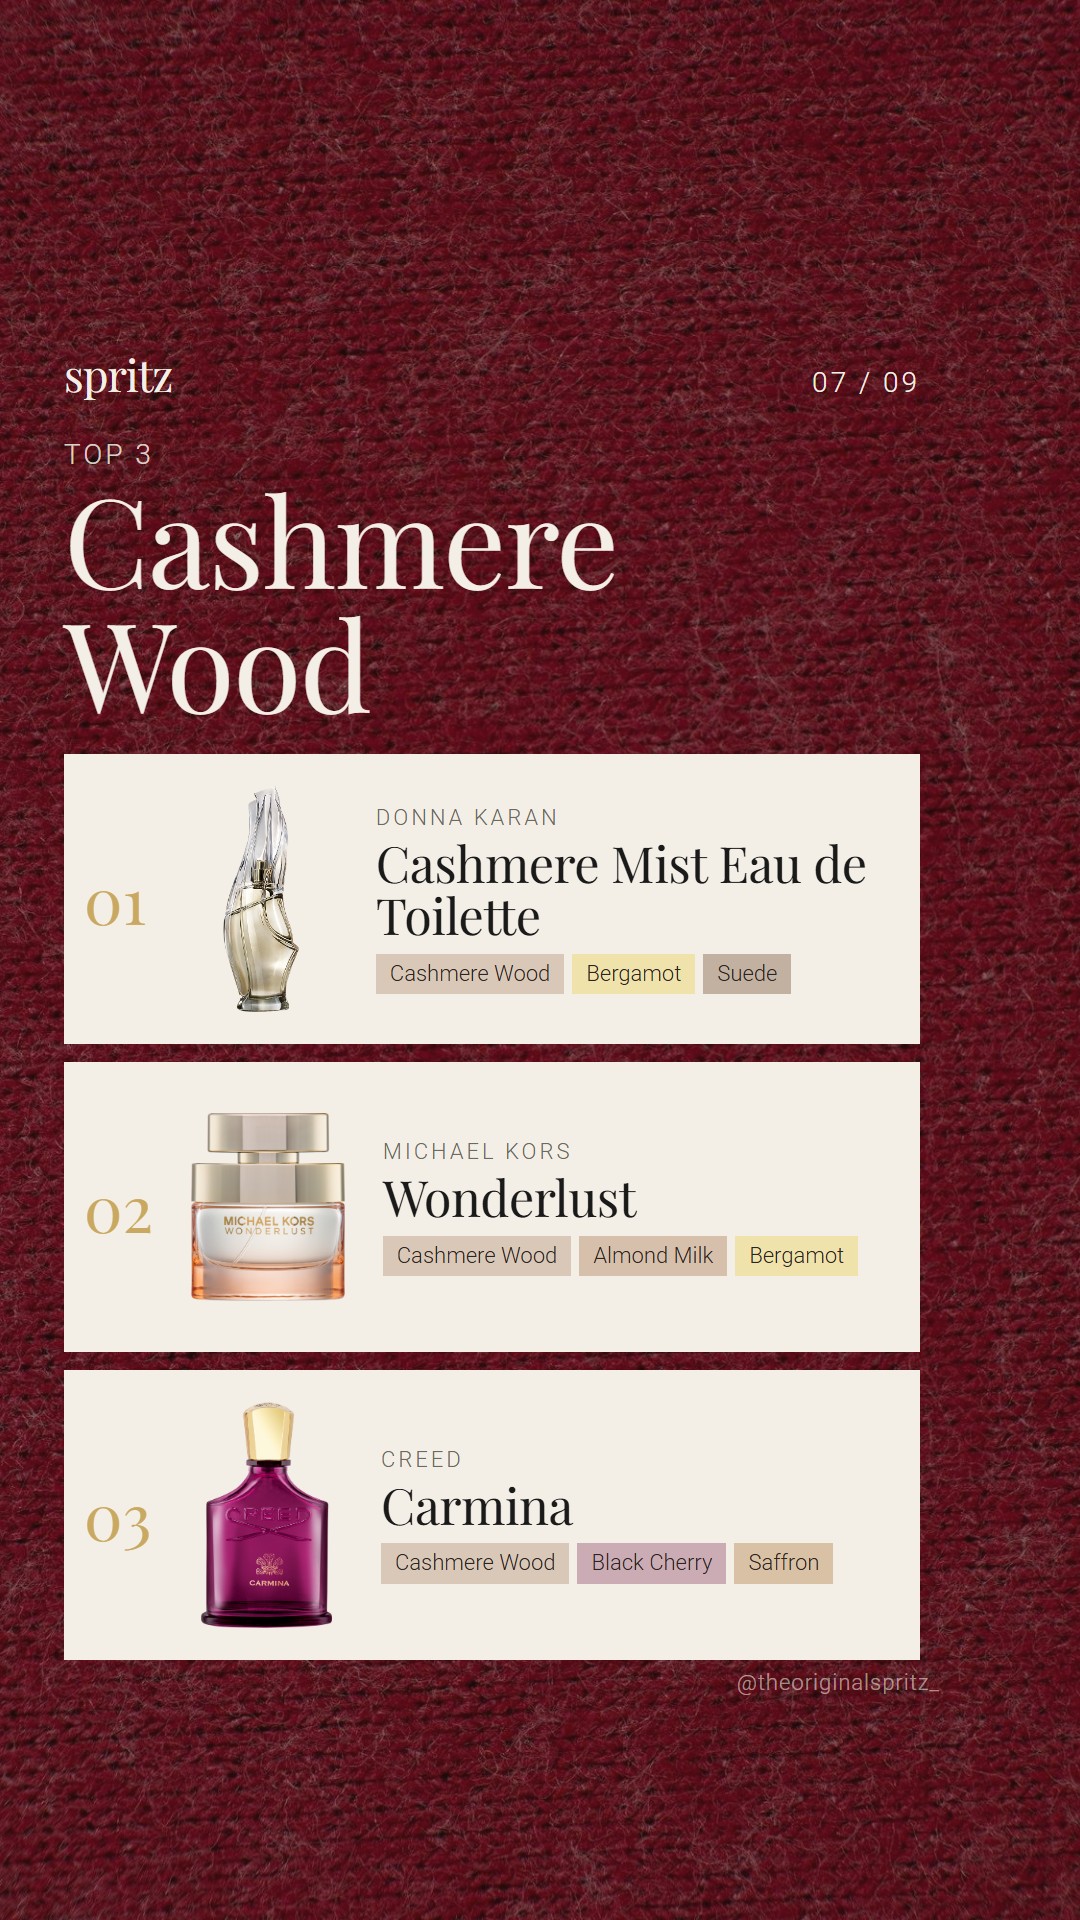 spritz
07 / 09
TOP 3
Cashmere
Wood
01
DONNA KARAN
Cashmere Mist Eau de
Toilette
Cashmere Wood
Bergamot
Suede
02
MICHAEL KORS
WONDERLUST
MICHAEL KORS
Wonderlust
Cashmere Wood
Almond Milk
Bergamot
03
CREED
CARMINA
CREED
Carmina
Cashmere Wood
Black Cherry
Saffron
@theoriginalspritz_